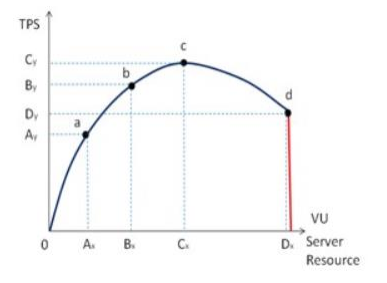 TPS
Cy
c
By
b
Dy
d
Ay
a
VU
0 Ax Bx Cx Dx Server
Resource